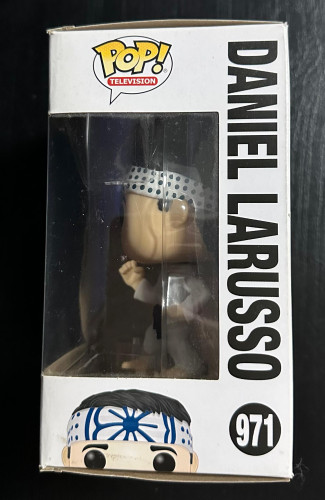 POP!
TELEVISION
DANIEL LARUSSO
971